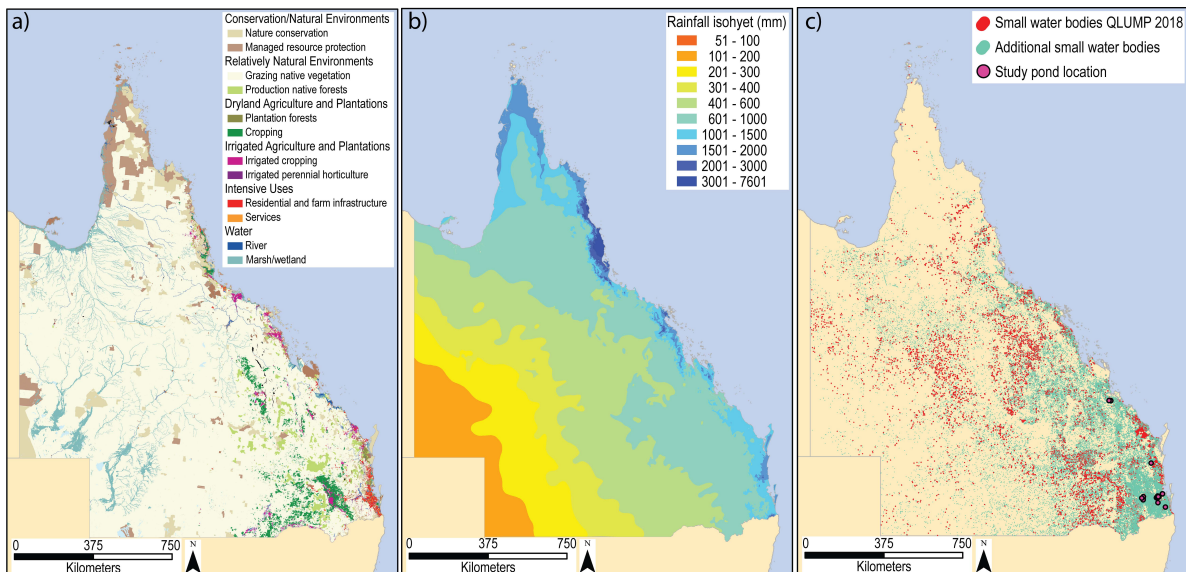 a)
Conservation/Natural Environments
Nature conservation
Managed resource protection
Relatively Natural Environments
Grazing native vegetation
Production native forests
Dryland Agriculture and Plantations
Plantation forests
Cropping
Irrigated Agriculture and Plantations
Irrigated cropping
Irrigated perennial horticulture
Intensive Uses
Residential and farm infrastructure
Services
Water
River
Marsh/wetland
0 375 750
Kilometers
N
b)
Rainfall isohyet (mm)
51 - 100
101 - 200
201 - 300
301 - 400
401 - 600
601 - 1000
1001 - 1500
1501 - 2000
2001 - 3000
3001 - 7601
0 375 750
Kilometers
N
c)
Small water bodies QLUMP 2018
Additional small water bodies
Study pond location
0 375 750
Kilometers
N